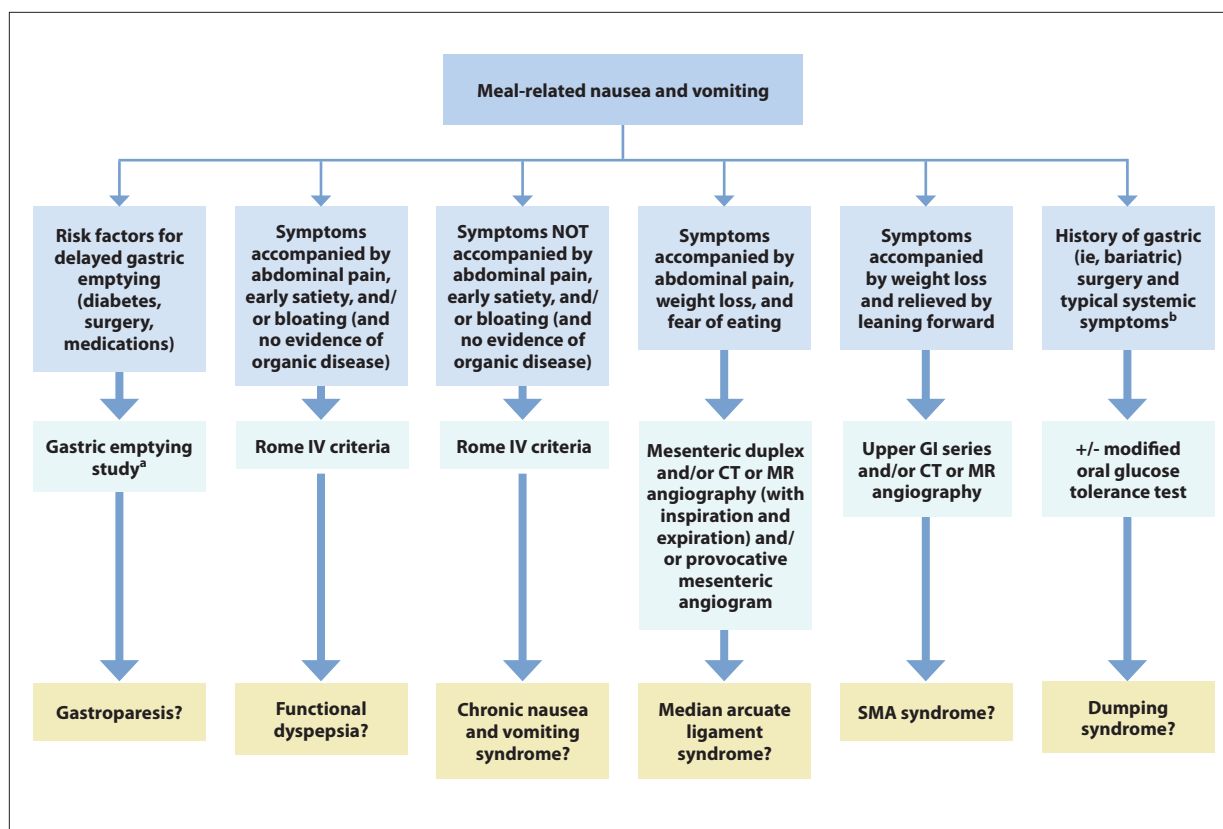 Meal-related nausea and vomiting
Risk factors for
delayed gastric
emptying
(diabetes,
surgery,
medications)
Symptoms
accompanied by
abdominal pain,
early satiety, and/
or bloating (and
no evidence of
organic disease)
Symptoms NOT
accompanied by
abdominal pain,
early satiety, and/
or bloating (and
no evidence of
organic disease)
Symptoms
accompanied by
abdominal pain,
weight loss, and
fear of eating
Symptoms
accompanied
by weight loss
and relieved by
leaning forward
History of gastric
(ie, bariatric)
surgery and
typical systemic
symptomsᵇ
Gastric emptying
studyᵃ
Rome IV criteria
Rome IV criteria
Mesenteric duplex
and/or CT or MR
angiography (with
inspiration and
expiration) and/
or provocative
mesenteric
angiogram
Upper GI series
and/or CT or MR
angiography
+/- modified
oral glucose
tolerance test
Gastroparesis?
Functional
dyspepsia?
Chronic nausea
and vomiting
syndrome?
Median arcuate
ligament
syndrome?
SMA syndrome?
Dumping
syndrome?